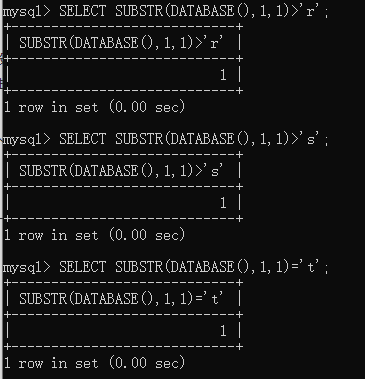 mysql> SELECT SUBSTR(DATABASE(),1,1)>'r';
+----------------------------+
| SUBSTR(DATABASE(),1,1)>'r' |
+----------------------------+
|                          1 |
+----------------------------+
1 row in set (0.00 sec)
mysql> SELECT SUBSTR(DATABASE(),1,1)>'s';
+----------------------------+
| SUBSTR(DATABASE(),1,1)>'s' |
+----------------------------+
|                          1 |
+----------------------------+
1 row in set (0.00 sec)
mysql> SELECT SUBSTR(DATABASE(),1,1)='t';
+----------------------------+
| SUBSTR(DATABASE(),1,1)='t' |
+----------------------------+
|                          1 |
+----------------------------+
1 row in set (0.00 sec)